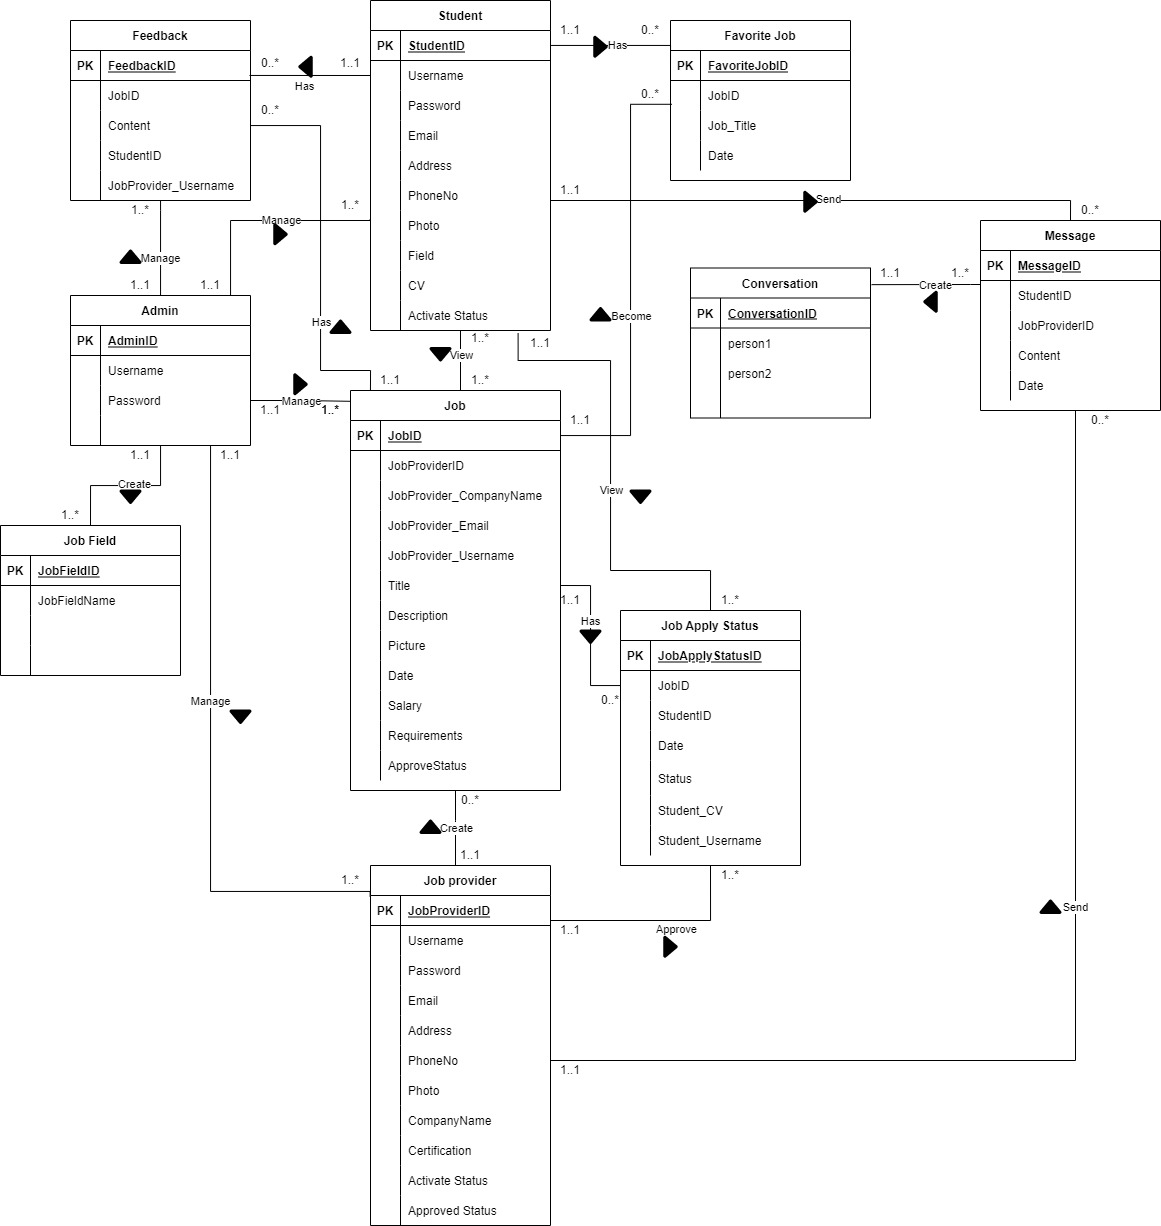 Feedback
PK FeedbackID
JobID
Content
StudentID
JobProvider_Username
Student
PK StudentID
Username
Password
Email
Address
PhoneNo
Photo
Field
CV
Activate Status
Favorite Job
PK FavoriteJobID
JobID
Job_Title
Date
0..*
1..1
Has
1..1
0..*
Has
0..*
0..*
1..*
Manage
1..*
1..1
Send
0..*
Message
PK MessageID
StudentID
JobProviderID
Content
Date
Manage
1..1
1..1
Conversation
PK ConversationID
person1
person2
1..1
1..*
Create
Admin
PK AdminID
Username
Password
Has
Become
1..*
1..1
View
1..1
1..*
Manage
1..1
1..*
Job
PK JobID
JobProviderID
JobProvider_CompanyName
JobProvider_Email
JobProvider_Username
Title
Description
Picture
Date
Salary
Requirements
ApproveStatus
1..1
0..*
1..1
1..1
Create
View
1..*
Job Field
PK JobFieldID
JobFieldName
1..1
1..*
Has
Job Apply Status
PK JobApplyStatusID
JobID
StudentID
Date
Status
Student_CV
Student_Username
0..*
Manage
0..*
Create
1..1
1..*
1..*
Job provider
PK JobProviderID
Username
Password
Email
Address
PhoneNo
Photo
CompanyName
Certification
Activate Status
Approved Status
1..1
Approve
Send
1..1